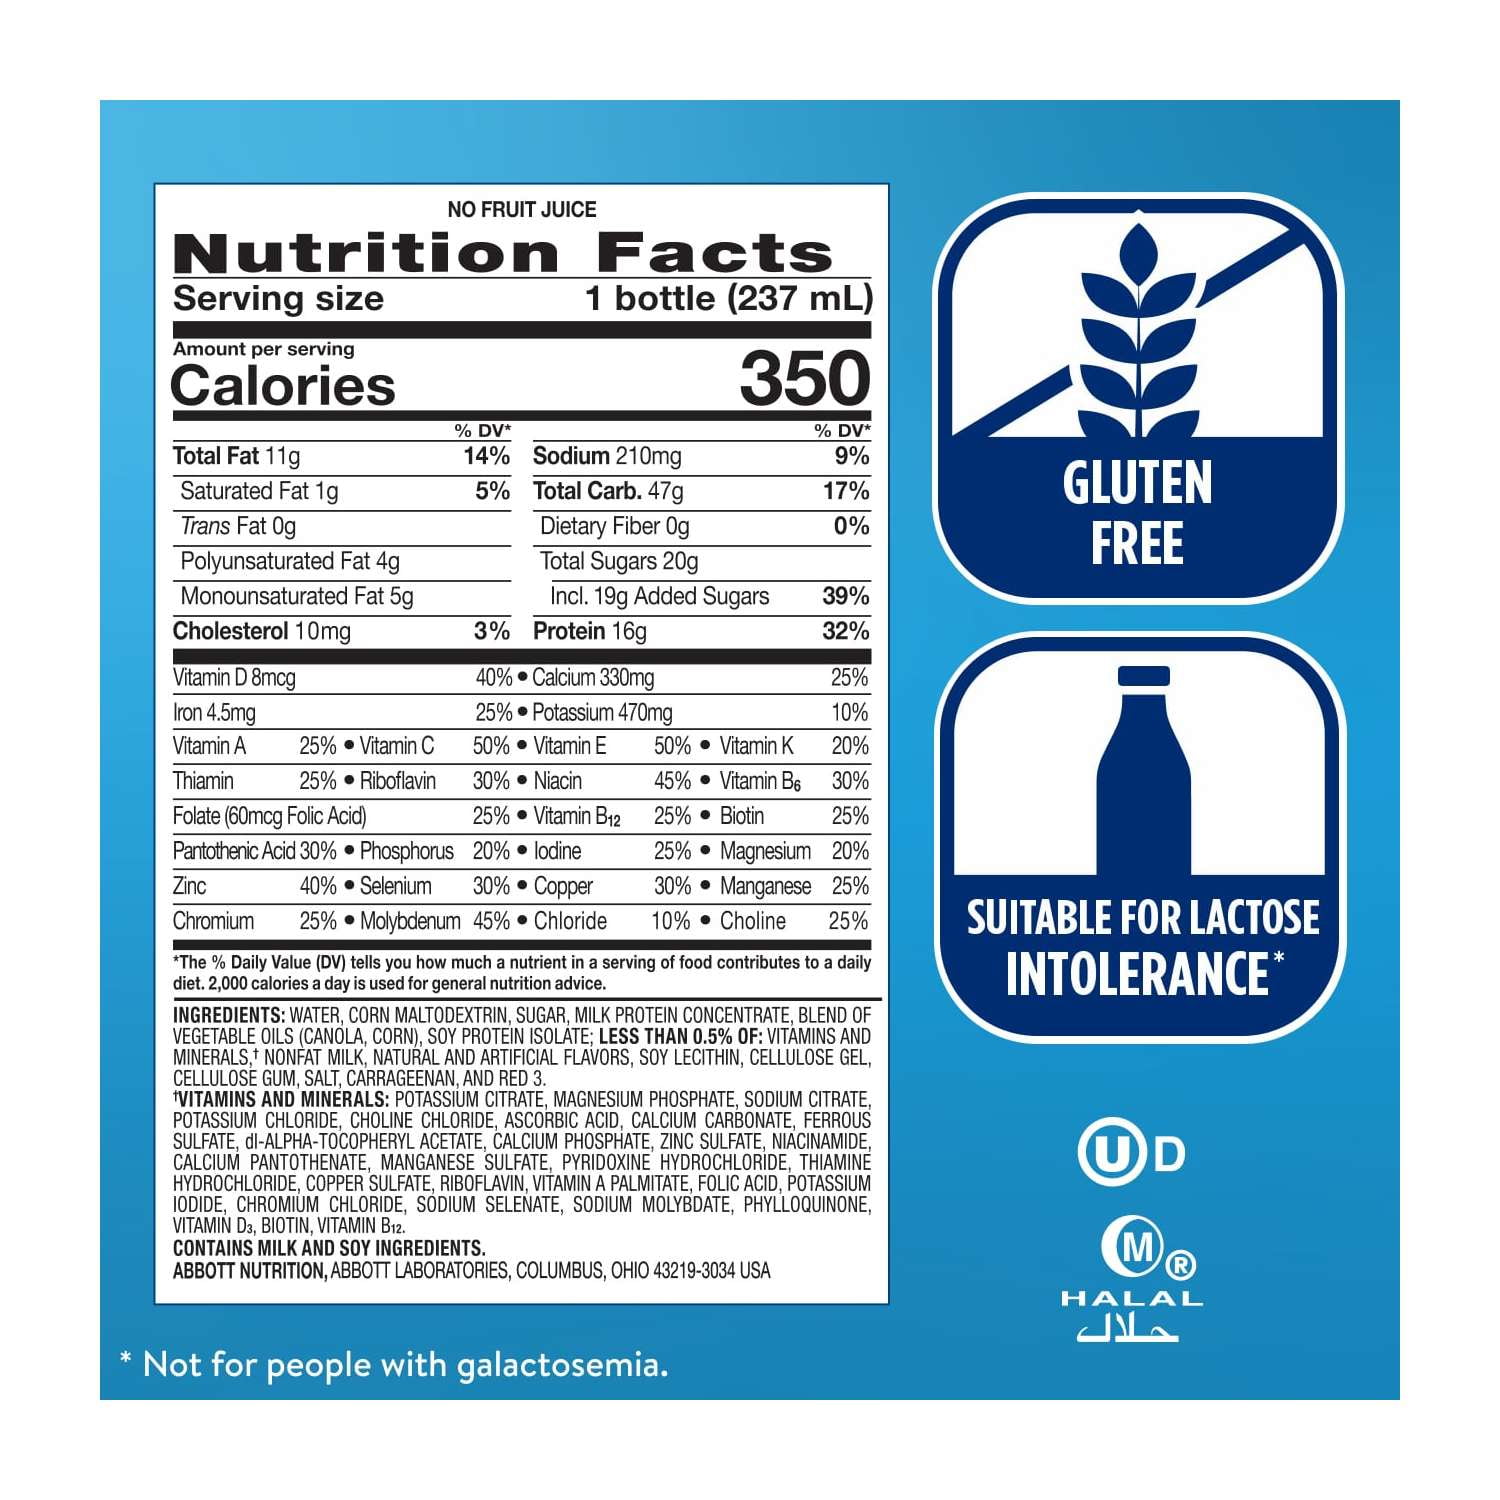 NO FRUIT JUICE
Nutrition Facts
Serving size 1 bottle (237 mL)
Amount per serving
Calories 350
% DV* % DV*
Total Fat 11g 14% Sodium 210mg 9%
Saturated Fat 1g 5% Total Carb. 47g 17%
Trans Fat 0g Dietary Fiber 0g 0%
Polyunsaturated Fat 4g Total Sugars 20g
Monounsaturated Fat 5g Incl. 19g Added Sugars 39%
Cholesterol 10mg 3% Protein 16g 32%
Vitamin D 8mcg 40% • Calcium 330mg 25%
Iron 4.5mg 25% • Potassium 470mg 10%
Vitamin A 25% • Vitamin C 50% • Vitamin E 50% • Vitamin K 20%
Thiamin 25% • Riboflavin 30% • Niacin 45% • Vitamin B6 30%
Folate (60mcg Folic Acid) 25% • Vitamin B12 25% • Biotin 25%
Pantothenic Acid 30% • Phosphorus 20% • Iodine 25% • Magnesium 20%
Zinc 40% • Selenium 30% • Copper 30% • Manganese 25%
Chromium 25% • Molybdenum 45% • Chloride 10% • Choline 25%
*The % Daily Value (DV) tells you how much a nutrient in a serving of food contributes to a daily
diet. 2,000 calories a day is used for general nutrition advice.
INGREDIENTS: WATER, CORN MALTODEXTRIN, SUGAR, MILK PROTEIN CONCENTRATE, BLEND OF
VEGETABLE OILS (CANOLA, CORN), SOY PROTEIN ISOLATE; LESS THAN 0.5% OF: VITAMINS AND
MINERALS,† NONFAT MILK, NATURAL AND ARTIFICIAL FLAVORS, SOY LECITHIN, CELLULOSE GEL,
CELLULOSE GUM, SALT, CARRAGEENAN, AND RED 3.
†VITAMINS AND MINERALS: POTASSIUM CITRATE, MAGNESIUM PHOSPHATE, SODIUM CITRATE,
POTASSIUM CHLORIDE, CHOLINE CHLORIDE, ASCORBIC ACID, CALCIUM CARBONATE, FERROUS
SULFATE, dl-ALPHA-TOCOPHERYL ACETATE, CALCIUM PHOSPHATE, ZINC SULFATE, NIACINAMIDE,
CALCIUM PANTOTHENATE, MANGANESE SULFATE, PYRIDOXINE HYDROCHLORIDE, THIAMINE
HYDROCHLORIDE, COPPER SULFATE, RIBOFLAVIN, VITAMIN A PALMITATE, FOLIC ACID, POTASSIUM
IODIDE, CHROMIUM CHLORIDE, SODIUM SELENATE, SODIUM MOLYBDATE, PHYLLOQUINONE,
VITAMIN D3, BIOTIN, VITAMIN B12.
CONTAINS MILK AND SOY INGREDIENTS.
ABBOTT NUTRITION, ABBOTT LABORATORIES, COLUMBUS, OHIO 43219-3034 USA
* Not for people with galactosemia.
GLUTEN
FREE
SUITABLE FOR LACTOSE
INTOLERANCE*
U D
M ®
HALAL
حلال